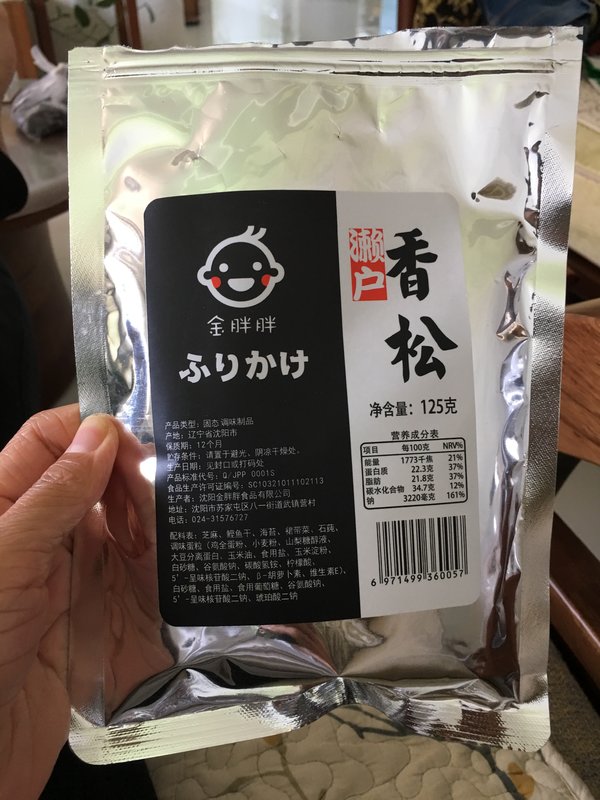 金胖胖
ふりかけ
濑户
香松
净含量：125克
产品类型：固态 调味制品
产地：辽宁省沈阳市
保质期：12个月
贮存条件：请置于避光、阴凉干燥处。
生产日期：见封口或打码处
产品标准代号：Q/JPP 0001S
食品生产许可证编号：SC10321011102113
生产者：沈阳金胖胖食品有限公司
地址：沈阳市苏家屯区八一街道武镇营村
电话：024-31576727
配料表：芝麻、鲣鱼干、海苔、裙带菜、石莼、
调味蛋粒（鸡全蛋粉、小麦粉、山梨糖醇液、
大豆分离蛋白、玉米油、食用盐、玉米淀粉、
白砂糖、谷氨酸钠、碳酸氢铵、柠檬酸、
5'-呈味核苷酸二钠、β-胡萝卜素、维生素E）、
白砂糖、食用盐、食用葡萄糖、谷氨酸钠、
5'-呈味核苷酸二钠、琥珀酸二钠
营养成分表
项目 每100克 NRV%
能量 1773千焦 21%
蛋白质 22.3克 37%
脂肪 21.8克 37%
碳水化合物 34.7克 12%
钠 3220毫克 161%
6 971499 360057